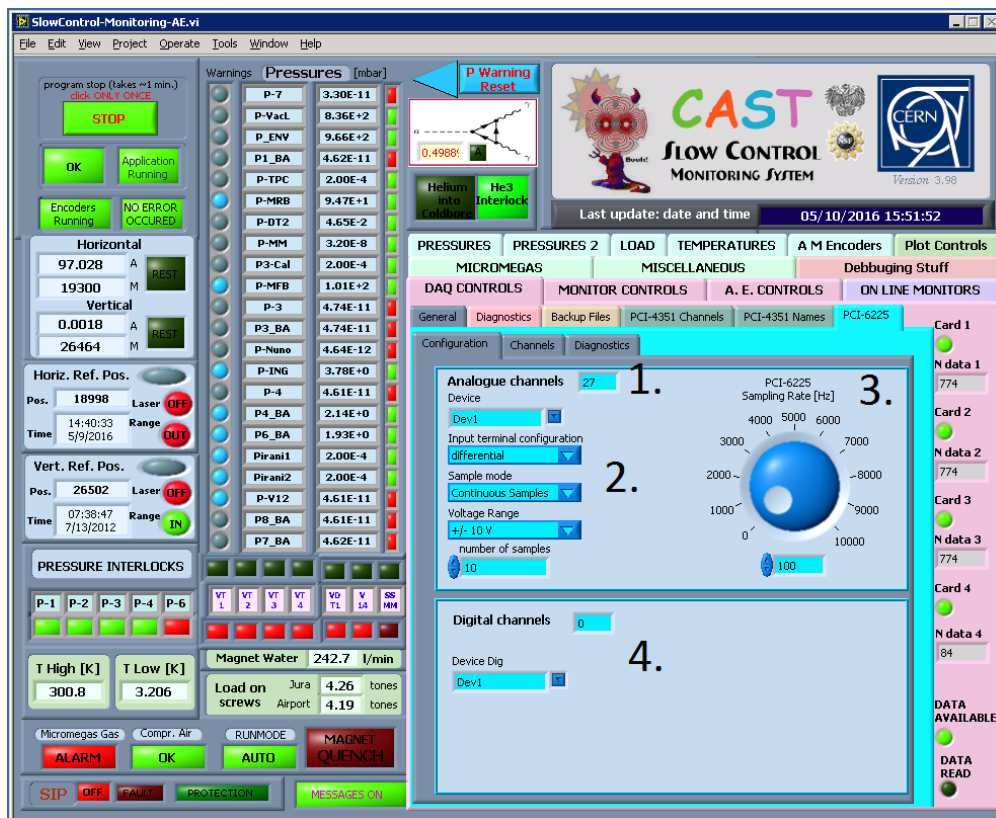 SlowControl-Monitoring-AE.vi
File Edit View Project Operate Tools Window Help
program stop (takes ~1 min.)
click ONLY ONCE
STOP
OK
Application Running
Encoders Running
NO ERROR OCCURED
Horizontal
97.028 A
19300 M
REST
Vertical
0.0018 A
26464 M
REST
Horiz. Ref. Pos.
Pos. 18998 Laser OFF
Time 14:40:33 5/9/2016 Range OUT
Vert. Ref. Pos.
Pos. 26502 Laser OFF
Time 07:38:47 7/13/2012 Range IN
PRESSURE INTERLOCKS
P-1 P-2 P-3 P-4 P-6
T High [K] T Low [K]
300.8 3.206
Micromegas Gas Compr. Air RUNMODE
ALARM OK AUTO
MAGNET QUENCH
SIP OFF FAULT PROTECTION MESSAGES ON
Warnings Pressures [mbar]
P-7 3.30E-11
P-VacL 8.36E+2
P_ENV 9.66E+2
P1_BA 4.62E-11
P-TPC 2.00E-4
P-MRB 9.47E+1
P-DT2 4.65E-2
P-MM 3.20E-8
P3-Cal 2.00E-4
P-MFB 1.01E+2
P-3 4.74E-11
P3_BA 4.74E-11
P-Nuno 4.64E-12
P-ING 3.78E+0
P-4 4.61E-11
P4_BA 2.14E+0
P6_BA 1.93E+0
Pirani1 2.00E-4
Pirani2 2.00E-4
P-V12 4.61E-11
P8_BA 4.61E-11
P7_BA 4.62E-11
VT 1 VT 2 VT 3 VT 4 VD T1 V 14 SS MM
Magnet Water 242.7 l/min
Load on screws
Jura 4.26 tones
Airport 4.19 tones
P Warning Reset
a γ γ
A
Helium into Coldbore
He3 Interlock
CAST
SLOW CONTROL
MONITORING SYSTEM
CERN
Version 3.98
Last update: date and time 05/10/2016 15:51:52
PRESSURES PRESSURES 2 LOAD TEMPERATURES A M Encoders Plot Controls
MICROMEGAS MISCELLANEOUS Debbuging Stuff
DAQ CONTROLS MONITOR CONTROLS A. E. CONTROLS ON LINE MONITORS
General Diagnostics Backup Files PCI-4351 Channels PCI-4351 Names PCI-6225
Configuration Channels Diagnostics
Analogue channels 27
1.
Device
Dev1
Input terminal configuration
differential
2.
Sample mode
Continuous Samples
Voltage Range
+/- 10 V
number of samples
10
PCI-6225
Sampling Rate [Hz]
3.
0 1000 2000 3000 4000 5000 6000 7000 8000 9000 10000
100
Digital channels 0
4.
Device Dig
Dev1
Card 1
N data 1
774
Card 2
N data 2
774
Card 3
N data 3
774
Card 4
N data 4
84
DATA AVAILABLE
DATA READ